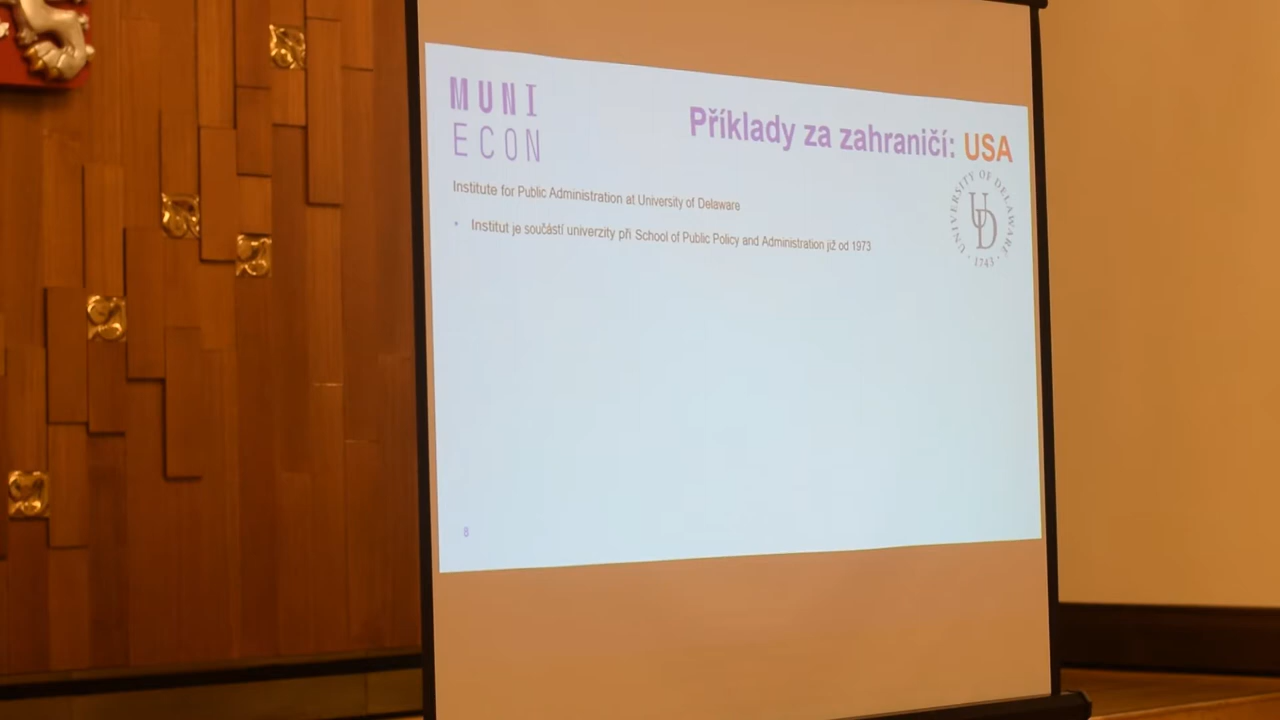 MUNI
ECON
Příklady za zahraničí: USA
Institute for Public Administration at University of Delaware
• Institut je součástí univerzity při School of Public Policy and Administration již od 1973
UNIVERSITY OF DELAWARE
UD
· 1743 ·
8